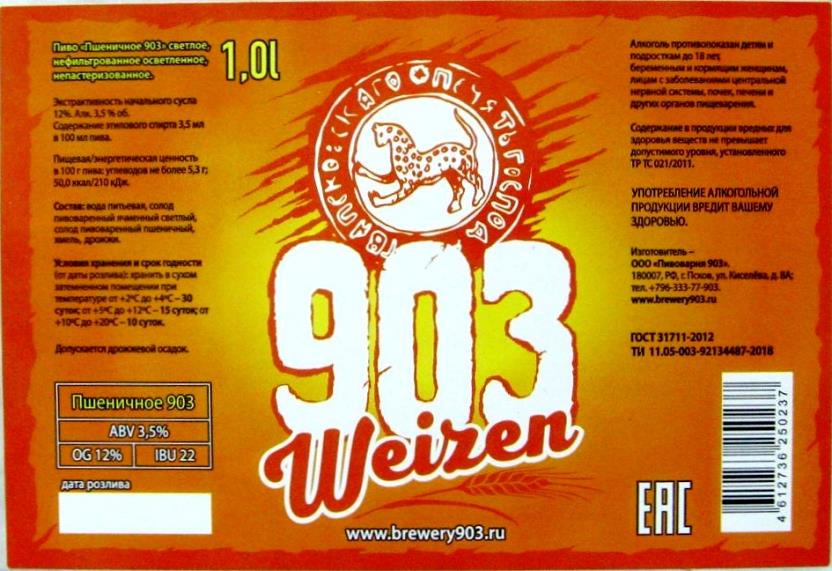 Пиво «Пшеничное 903» светлое,
нефильтрованное осветленное,
непастеризованное.
1,0l
Экстрактивность начального сусла
12%. Алк. 3,5 % об.
Содержание этилового спирта 3,5 мл
в 100 мл пива.
Пищевая/энергетическая ценность
в 100 г пива: углеводов не более 5,3 г;
50,0 ккал/210 кДж.
Состав: вода питьевая, солод
пивоваренный ячменный светлый,
солод пивоваренный пшеничный,
хмель, дрожжи.
Условия хранения и срок годности
(от даты розлива): хранить в сухом
затемненном помещении при
температуре от +2°С до +4°С – 30
суток; от +5°С до +12°С – 15 суток; от
+10°С до +20°С – 10 суток.
Допускается дрожжевой осадок.
Пшеничное 903
ABV 3,5%
OG 12%
IBU 22
дата розлива
903
Weizen
www.brewery903.ru
Алкоголь противопоказан детям и
подросткам до 18 лет,
беременным и кормящим женщинам,
лицам с заболеваниями центральной
нервной системы, почек, печени и
других органов пищеварения.
Содержание в продукции вредных для
здоровья веществ не превышает
допустимого уровня, установленного
ТР ТС 021/2011.
УПОТРЕБЛЕНИЕ АЛКОГОЛЬНОЙ
ПРОДУКЦИИ ВРЕДИТ ВАШЕМУ
ЗДОРОВЬЮ.
Изготовитель –
ООО «Пивоварня 903».
180007, РФ, г. Псков, ул. Киселёва, д. 8А;
тел. +796-333-77-903.
www.brewery903.ru
ГОСТ 31711-2012
ТИ 11.05-003-92134487-2018
EAC
4 612736 250237